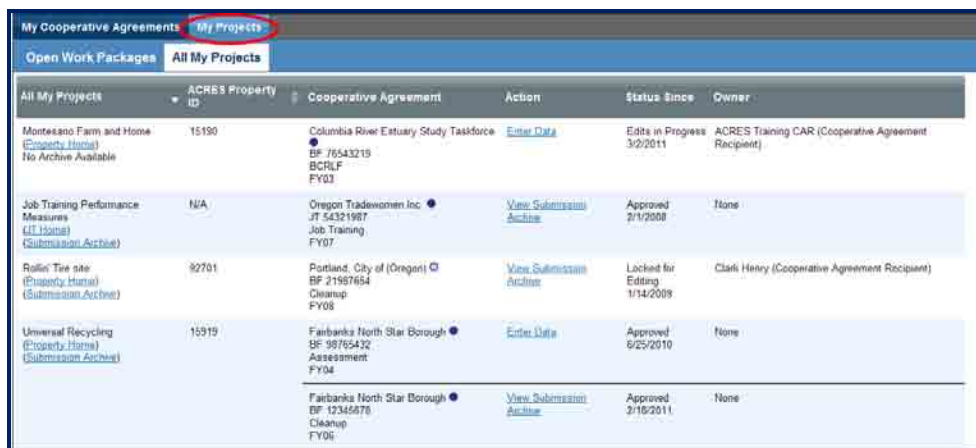 My Cooperative Agreements My Projects
Open Work Packages All My Projects
All My Projects ACRES Property ID Cooperative Agreement Action Status Since Owner
Montesano Farm and Home
(Property Home)
No Archive Available
15190
Columbia River Estuary Study Taskforce
BF 76543219
BCRLF
FY03
Enter Data
Edits in Progress
3/2/2011
ACRES Training CAR (Cooperative Agreement
Recipient)
Job Training Performance
Measures
(JT Home)
(Submission Archive)
N/A
Oregon Tradewomen Inc
JT 54321987
Job Training
FY07
View Submission
Archive
Approved
2/1/2008
None
Rollin' Tire site
(Property Home)
(Submission Archive)
92701
Portland, City of (Oregon)
BF 21987654
Cleanup
FY08
View Submission
Archive
Locked for
Editing
1/14/2009
Clark Henry (Cooperative Agreement Recipient)
Universal Recycling
(Property Home)
(Submission Archive)
15919
Fairbanks North Star Borough
BF 98765432
Assessment
FY04
Enter Data
Approved
6/25/2010
None
Fairbanks North Star Borough
BF 12345678
Cleanup
FY06
View Submission
Archive
Approved
2/16/2011
None